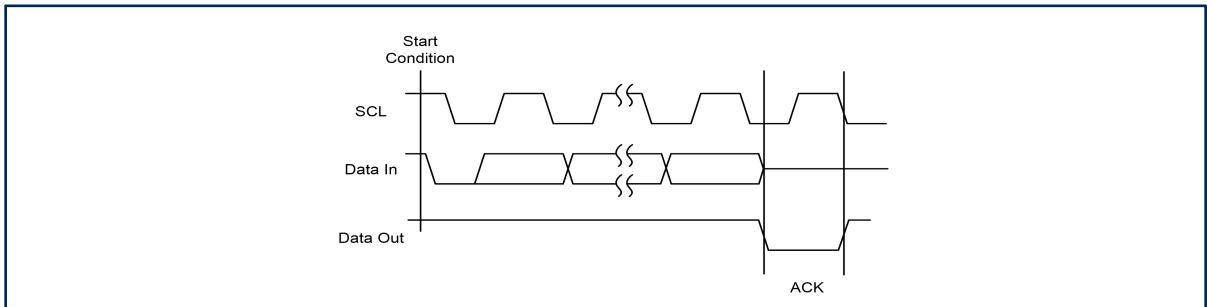 Start
Condition
SCL
Data In
Data Out
ACK